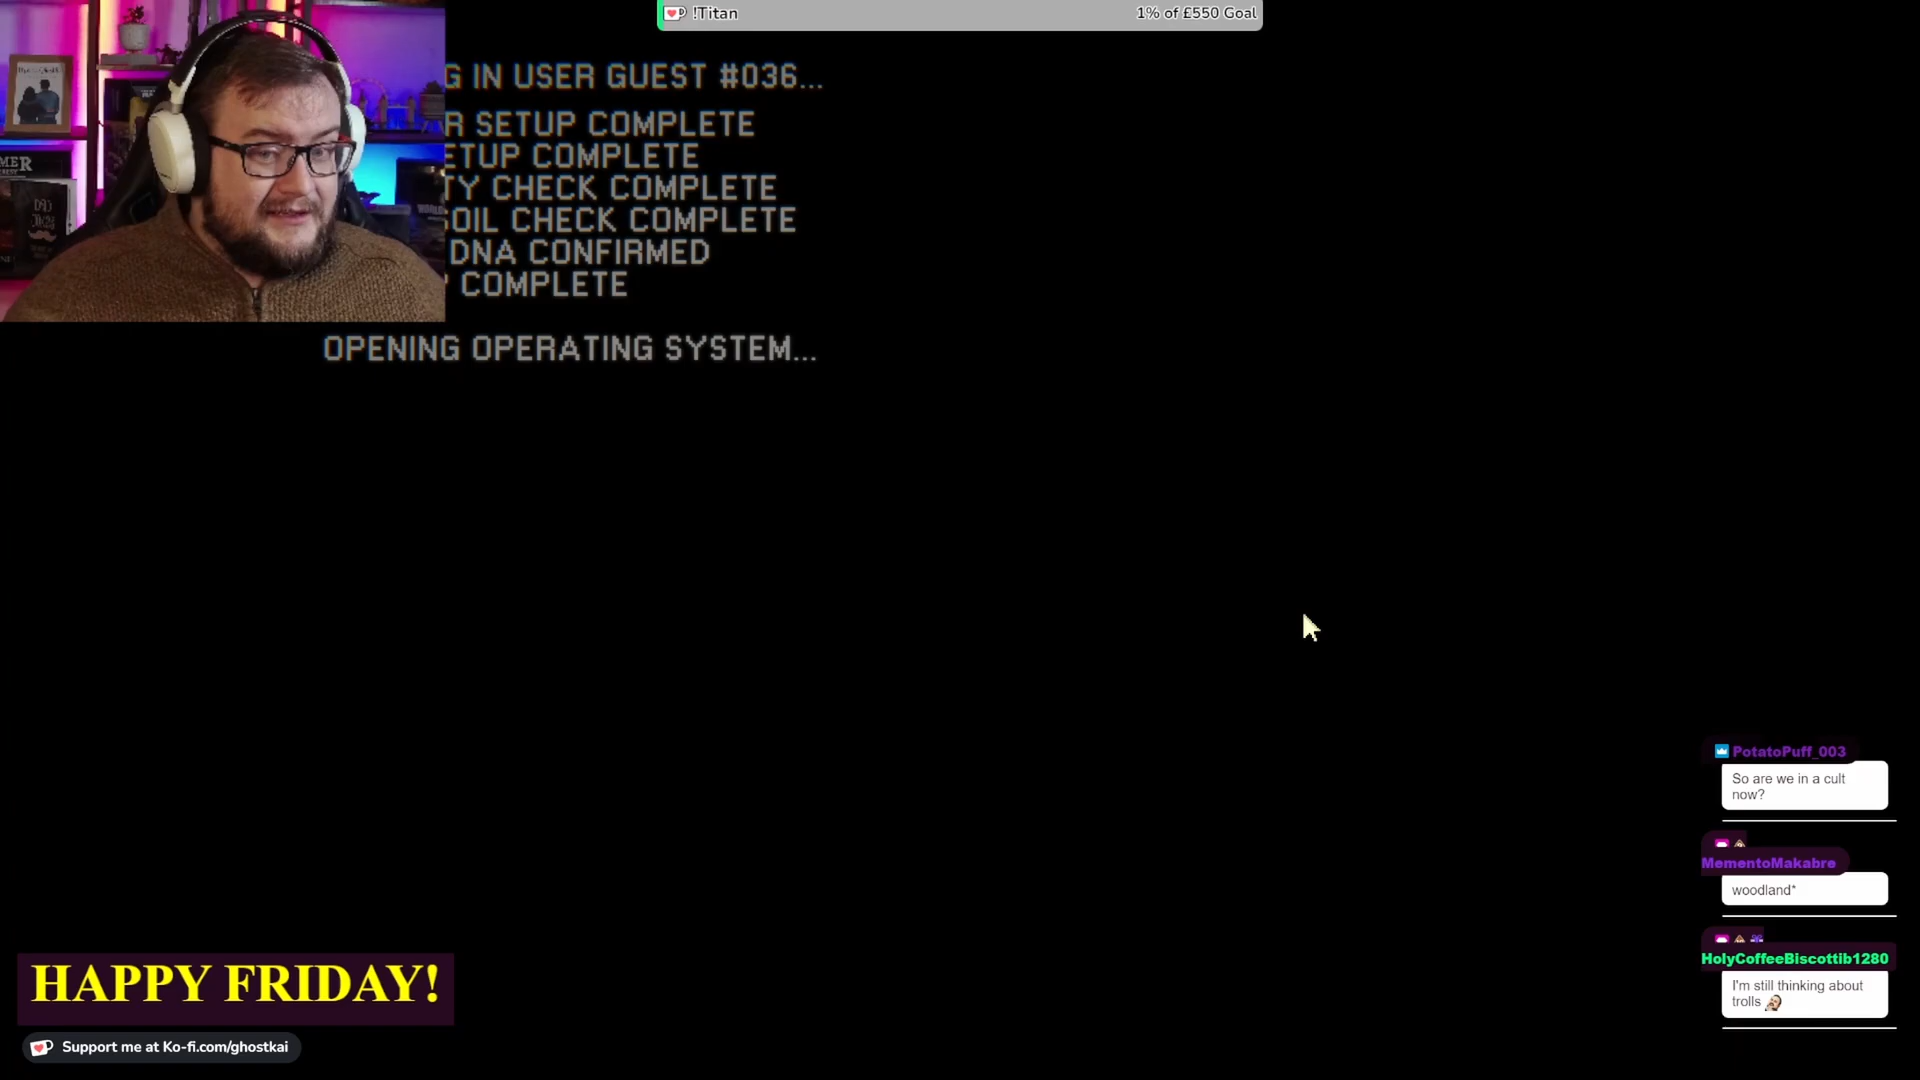 !Titan
1% of £550 Goal
G IN USER GUEST #036...
R SETUP COMPLETE
ETUP COMPLETE
TY CHECK COMPLETE
OIL CHECK COMPLETE
DNA CONFIRMED
COMPLETE
OPENING OPERATING SYSTEM...
PotatoPuff_003
So are we in a cult
now?
MementoMakabre
woodland*
HolyCoffeeBiscottib1280
I'm still thinking about
trolls
HAPPY FRIDAY!
Support me at Ko-fi.com/ghostkai